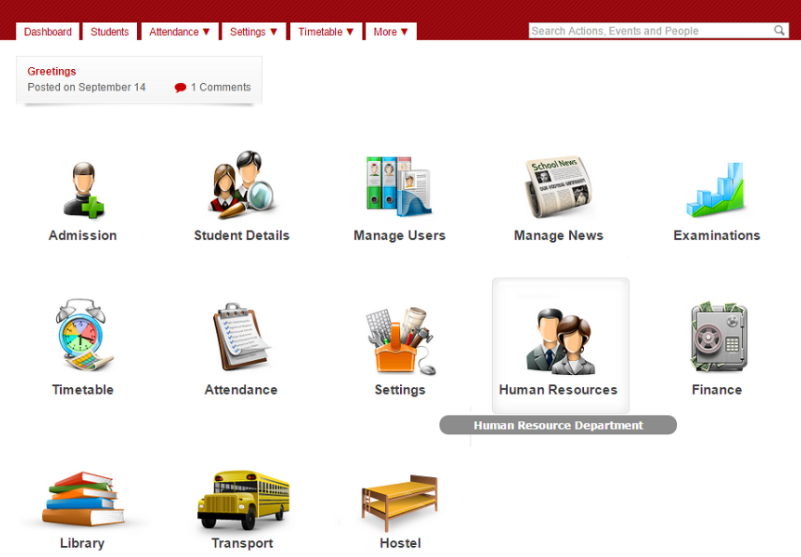 Dashboard Students Attendance ▼ Settings ▼ Timetable ▼ More ▼ Search Actions, Events and People
Greetings
Posted on September 14 1 Comments
School News
Admission Student Details Manage Users Manage News Examinations
Timetable Attendance Settings Human Resources Finance
Human Resource Department
Library Transport Hostel